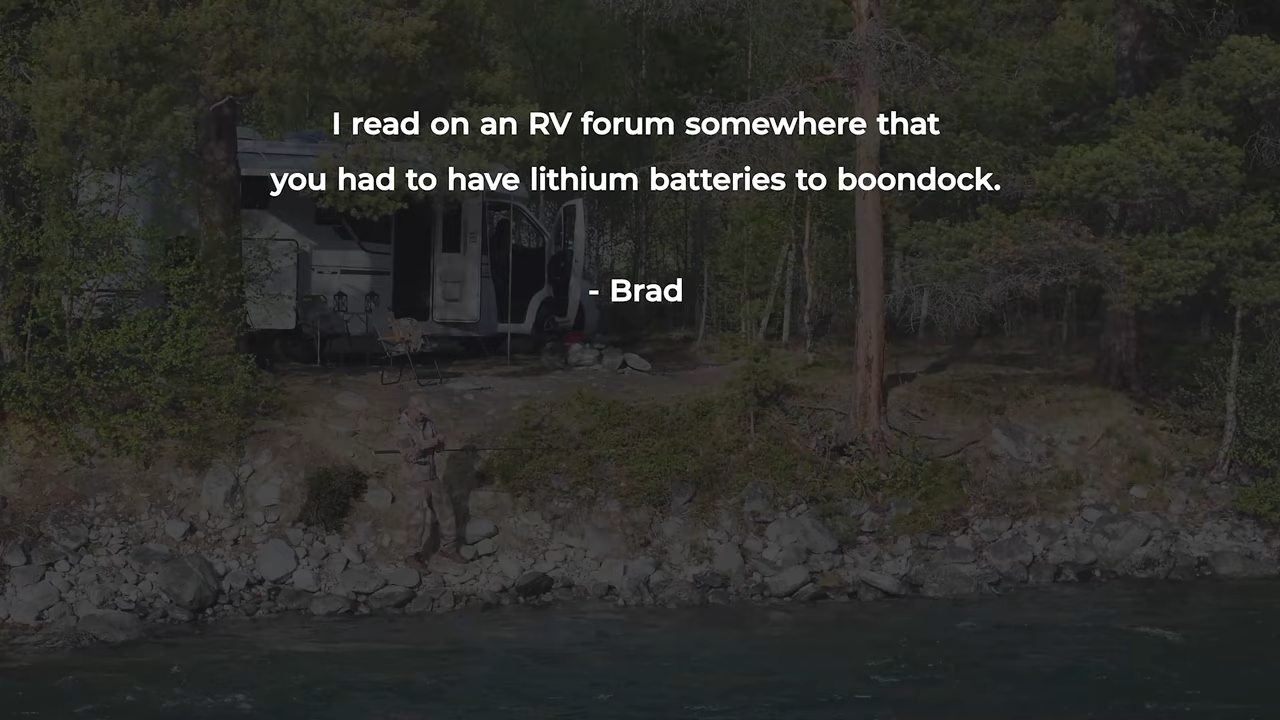 I read on an RV forum somewhere that
you had to have lithium batteries to boondock.
- Brad